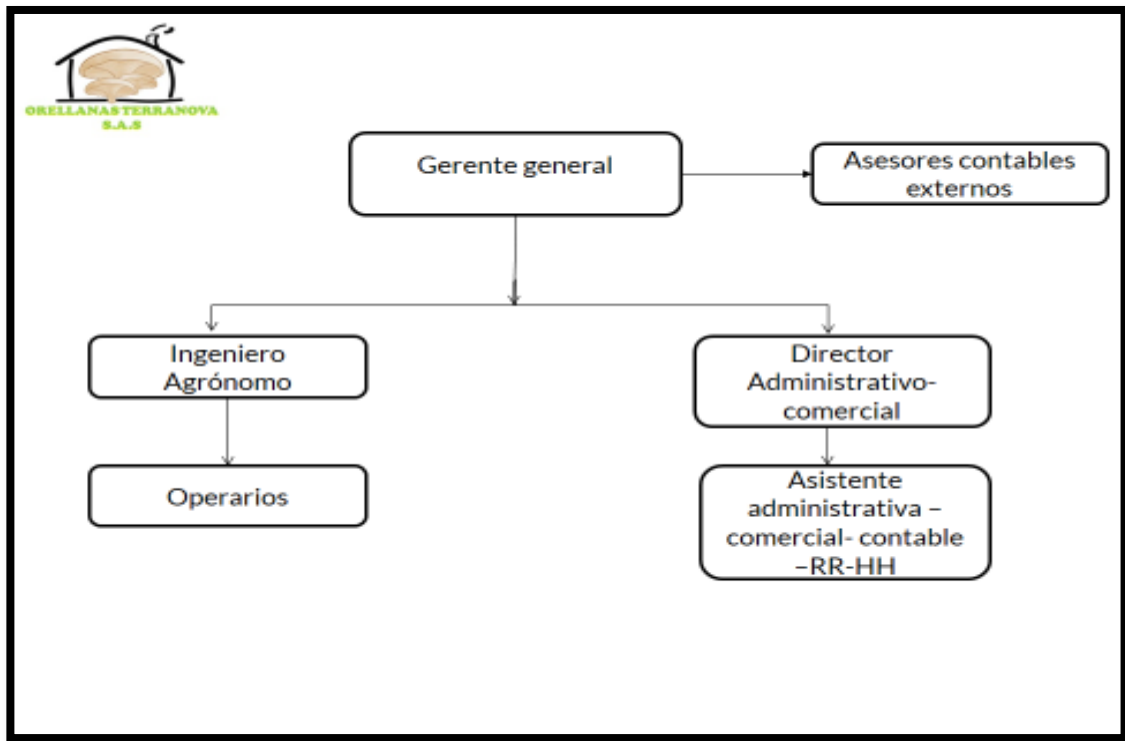 ORELLANAS TERRANOVA
S.A.S
Gerente general
Asesores contables
externos
Ingeniero
Agrónomo
Director
Administrativo-
comercial
Operarios
Asistente
administrativa –
comercial- contable
–RR-HH